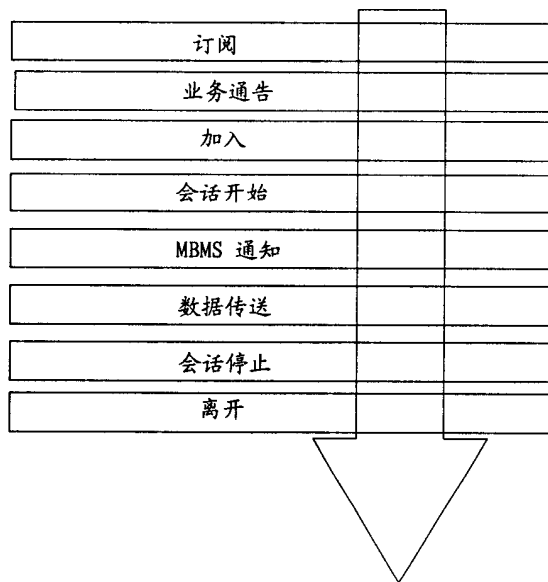 订阅
业务通告
加入
会话开始
MBMS 通知
数据传送
会话停止
离开